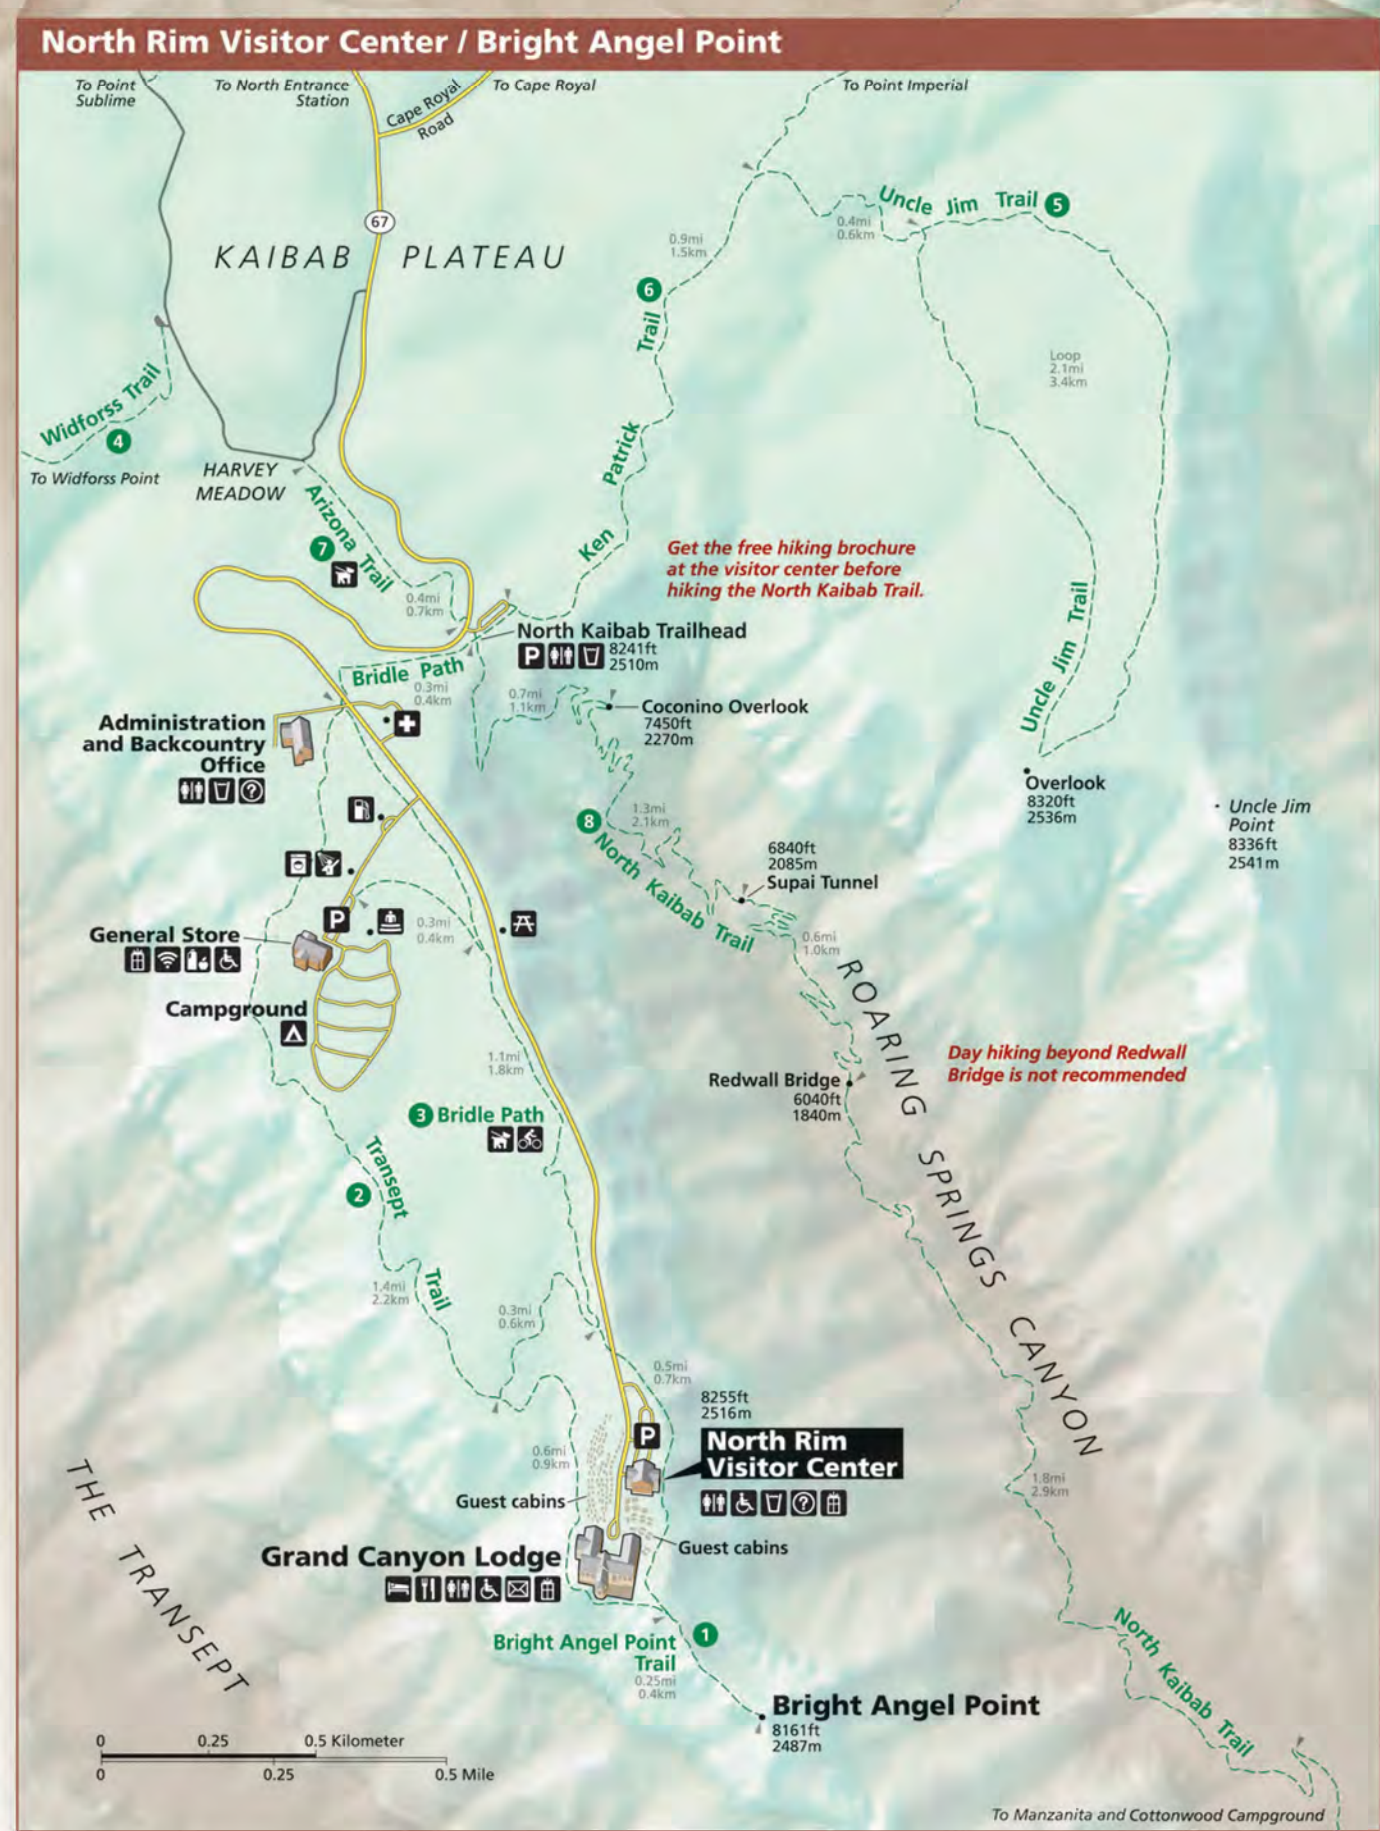 North Rim Visitor Center / Bright Angel Point
To Point
Sublime
To North Entrance
Station
Cape Royal
Road
To Cape Royal
To Point Imperial
67
KAIBAB PLATEAU
Uncle Jim Trail 5
0.4mi
0.6km
0.9mi
1.5km
6
Ken Patrick Trail
Loop
2.1mi
3.4km
Widforss Trail
4
To Widforss Point
HARVEY
MEADOW
Arizona Trail
7
0.4mi
0.7km
Get the free hiking brochure
at the visitor center before
hiking the North Kaibab Trail.
Uncle Jim Trail
North Kaibab Trailhead
P
8241ft
2510m
Bridle Path
0.3mi
0.4km
0.7mi
1.1km
Coconino Overlook
7450ft
2270m
Administration
and Backcountry
Office
?
Overlook
8320ft
2536m
Uncle Jim
Point
8336ft
2541m
1.3mi
2.1km
8
North Kaibab Trail
6840ft
2085m
Supai Tunnel
0.6mi
1.0km
P
0.3mi
0.4km
General Store
Campground
ROARING SPRINGS CANYON
Day hiking beyond Redwall
Bridge is not recommended
1.1mi
1.8km
Redwall Bridge
6040ft
1840m
3 Bridle Path
2
Transept Trail
1.4mi
2.2km
0.3mi
0.6km
0.5mi
0.7km
8255ft
2516m
P
North Rim
Visitor Center
?
0.6mi
0.9km
Guest cabins
Guest cabins
1.8mi
2.9km
THE TRANSEPT
Grand Canyon Lodge
1
Bright Angel Point
Trail
0.25mi
0.4km
Bright Angel Point
8161ft
2487m
North Kaibab Trail
0 0.25 0.5 Kilometer
0 0.25 0.5 Mile
To Manzanita and Cottonwood Campground